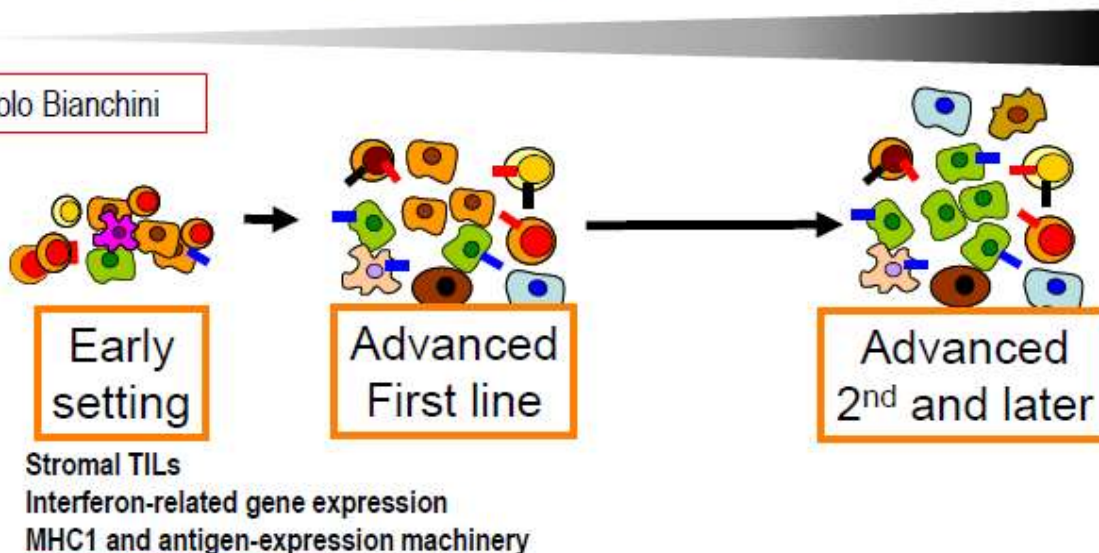 Bianchini
Early
setting
Advanced
First line
Advanced
2nd and later
Stromal TILs
Interferon-related gene expression
MHC1 and antigen-expression machinery